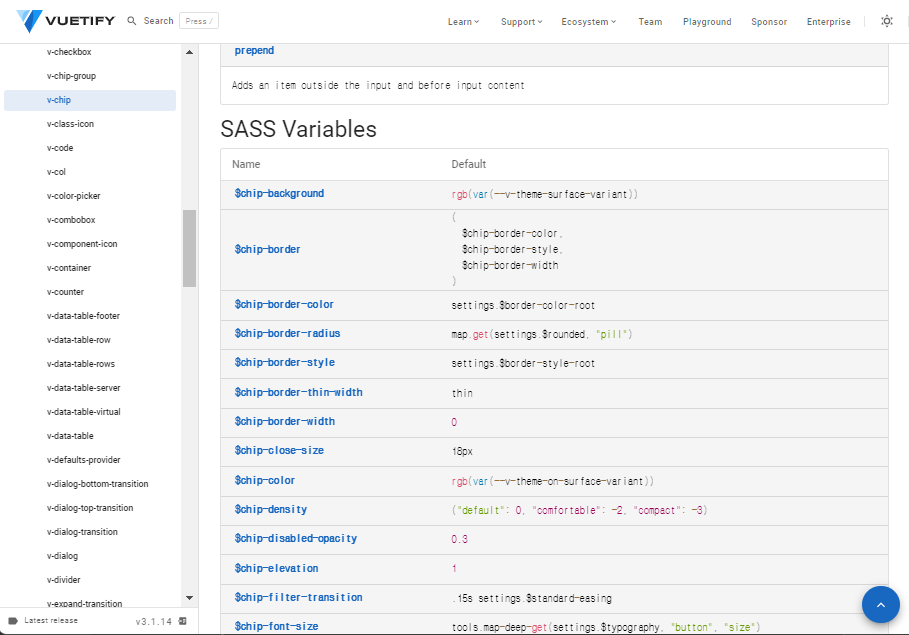 VUETIFY Search Press / Learn Support Ecosystem Team Playground Sponsor Enterprise
v-checkbox
v-chip-group
v-chip
v-class-icon
v-code
v-col
v-color-picker
v-combobox
v-component-icon
v-container
v-counter
v-data-table-footer
v-data-table-row
v-data-table-rows
v-data-table-server
v-data-table-virtual
v-data-table
v-defaults-provider
v-dialog-bottom-transition
v-dialog-top-transition
v-dialog-transition
v-dialog
v-divider
v-expand-transition
Latest release v3.1.14
prepend
Adds an item outside the input and before input content
SASS Variables
Name Default
$chip-background rgb(var(--v-theme-surface-variant))
$chip-border (
$chip-border-color,
$chip-border-style,
$chip-border-width
)
$chip-border-color settings.$border-color-root
$chip-border-radius map.get(settings.$rounded, "pill")
$chip-border-style settings.$border-style-root
$chip-border-thin-width thin
$chip-border-width 0
$chip-close-size 18px
$chip-color rgb(var(--v-theme-on-surface-variant))
$chip-density ("default": 0, "comfortable": -2, "compact": -3)
$chip-disabled-opacity 0.3
$chip-elevation 1
$chip-filter-transition .15s settings.$standard-easing
$chip-font-size tools.map-deep-get(settings.$typography, "button", "size")